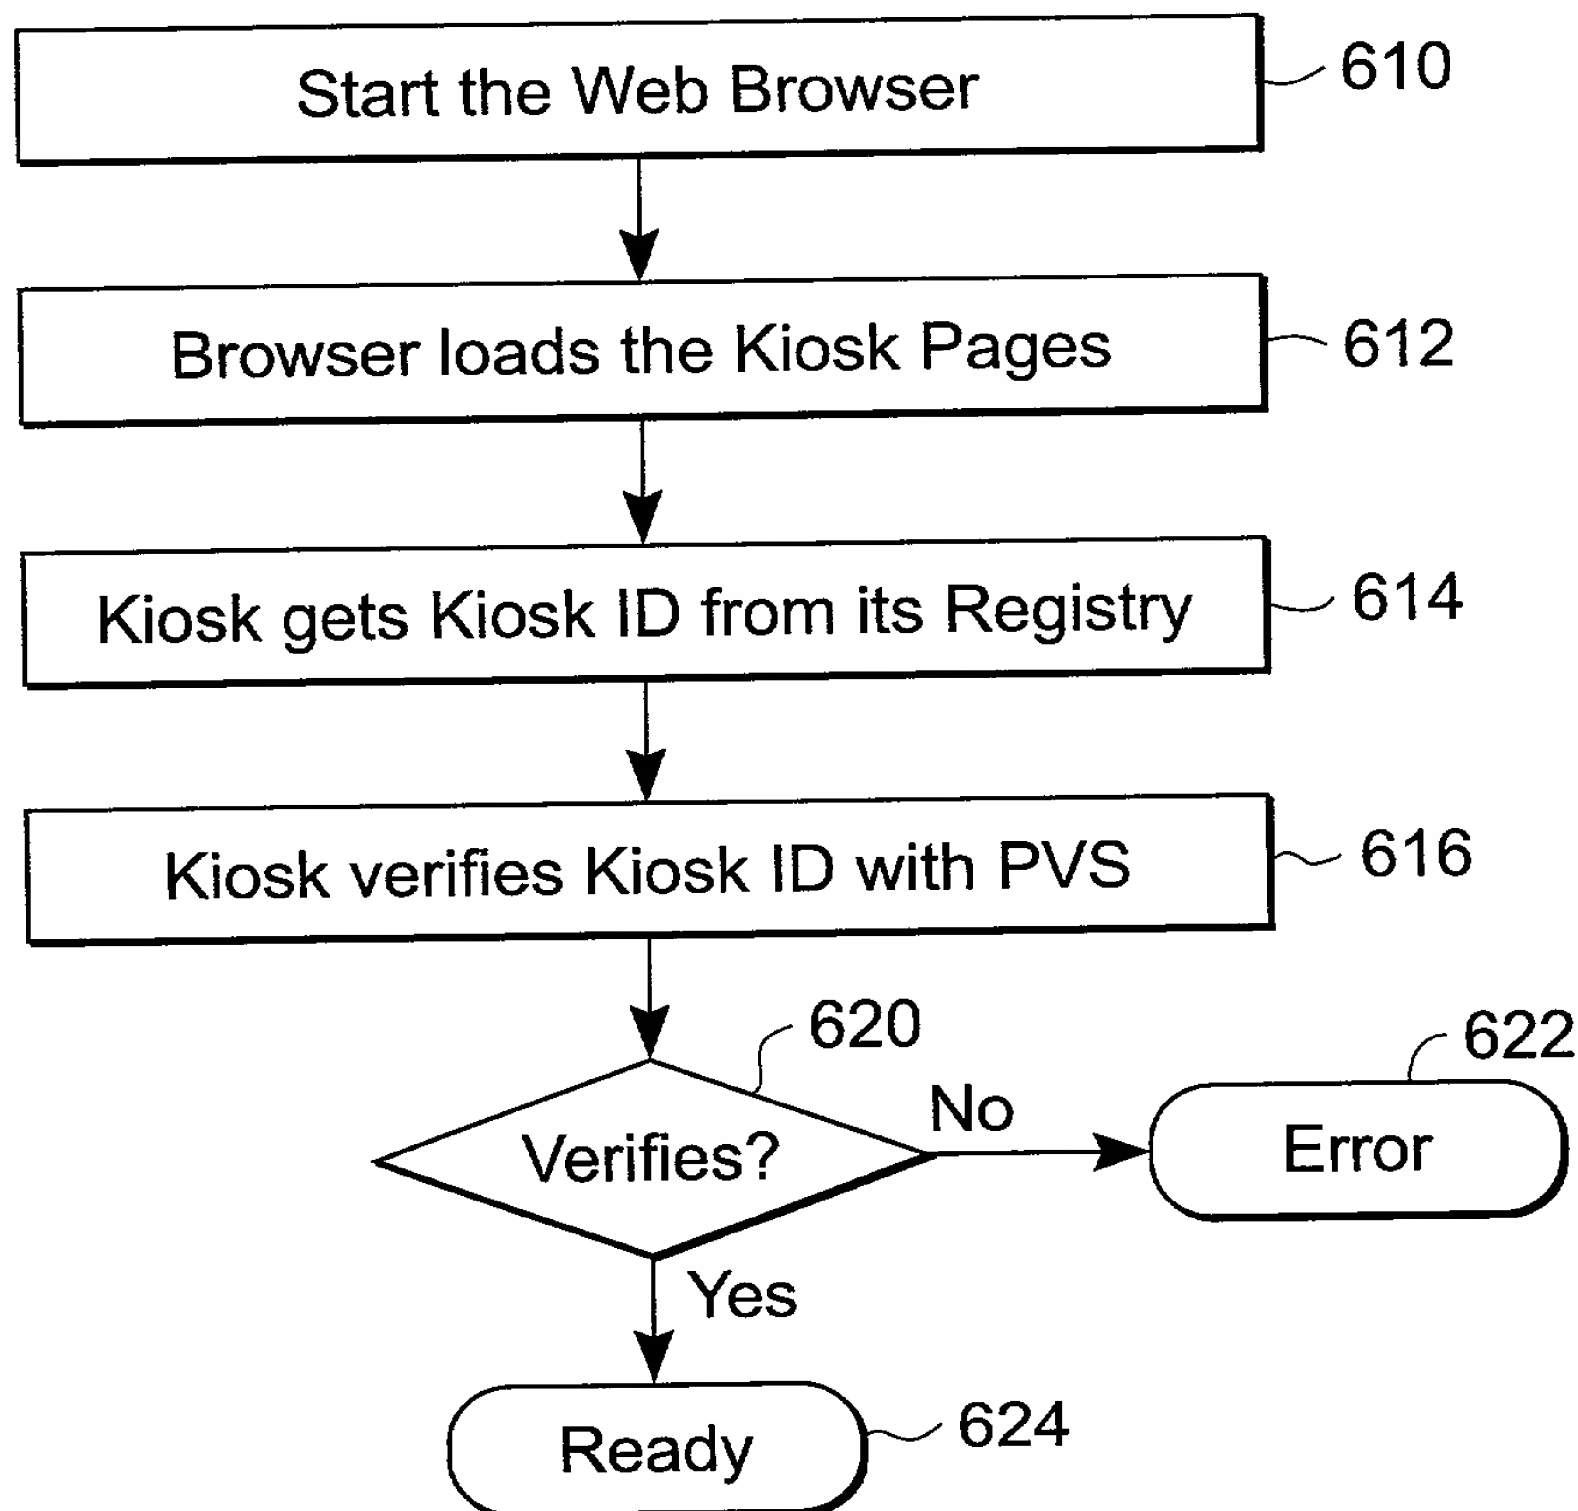 Start the Web Browser
610
Browser loads the Kiosk Pages
612
Kiosk gets Kiosk ID from its Registry
614
Kiosk verifies Kiosk ID with PVS
616
620
622
Verifies?
No
Error
Yes
Ready
624